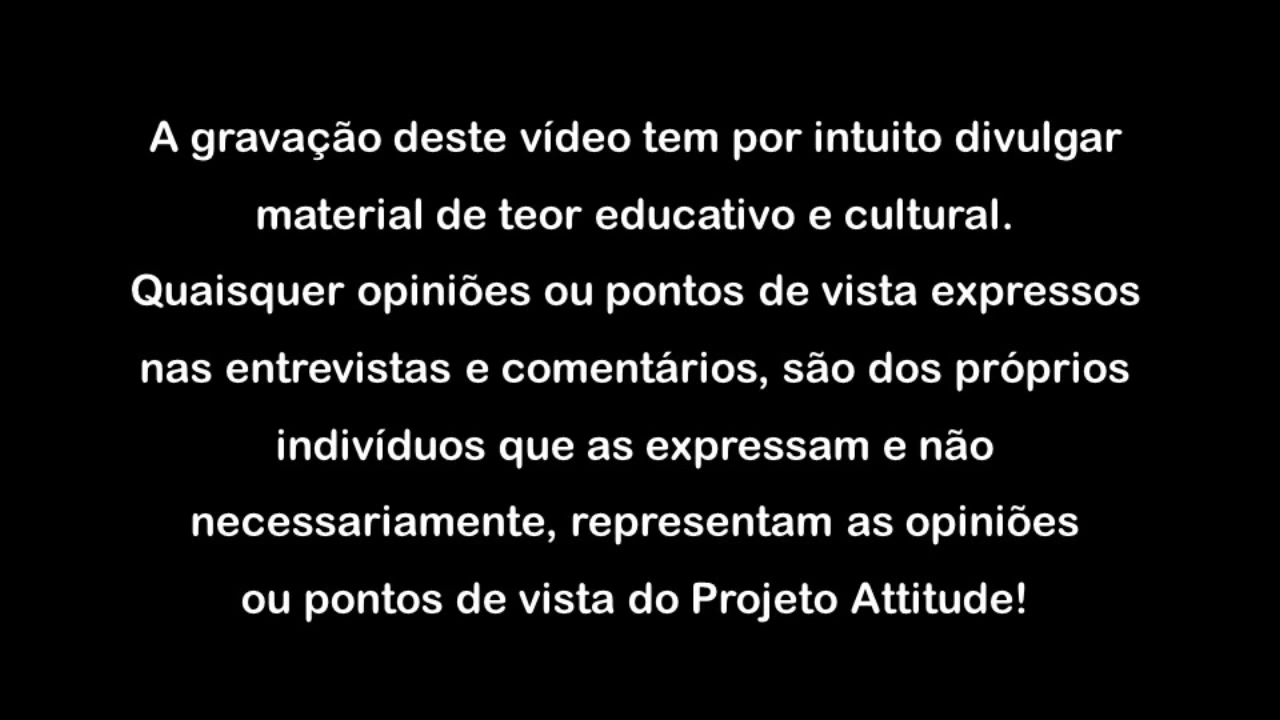 A gravação deste vídeo tem por intuito divulgar
material de teor educativo e cultural.
Quaisquer opiniões ou pontos de vista expressos
nas entrevistas e comentários, são dos próprios
indivíduos que as expressam e não
necessariamente, representam as opiniões
ou pontos de vista do Projeto Attitude!